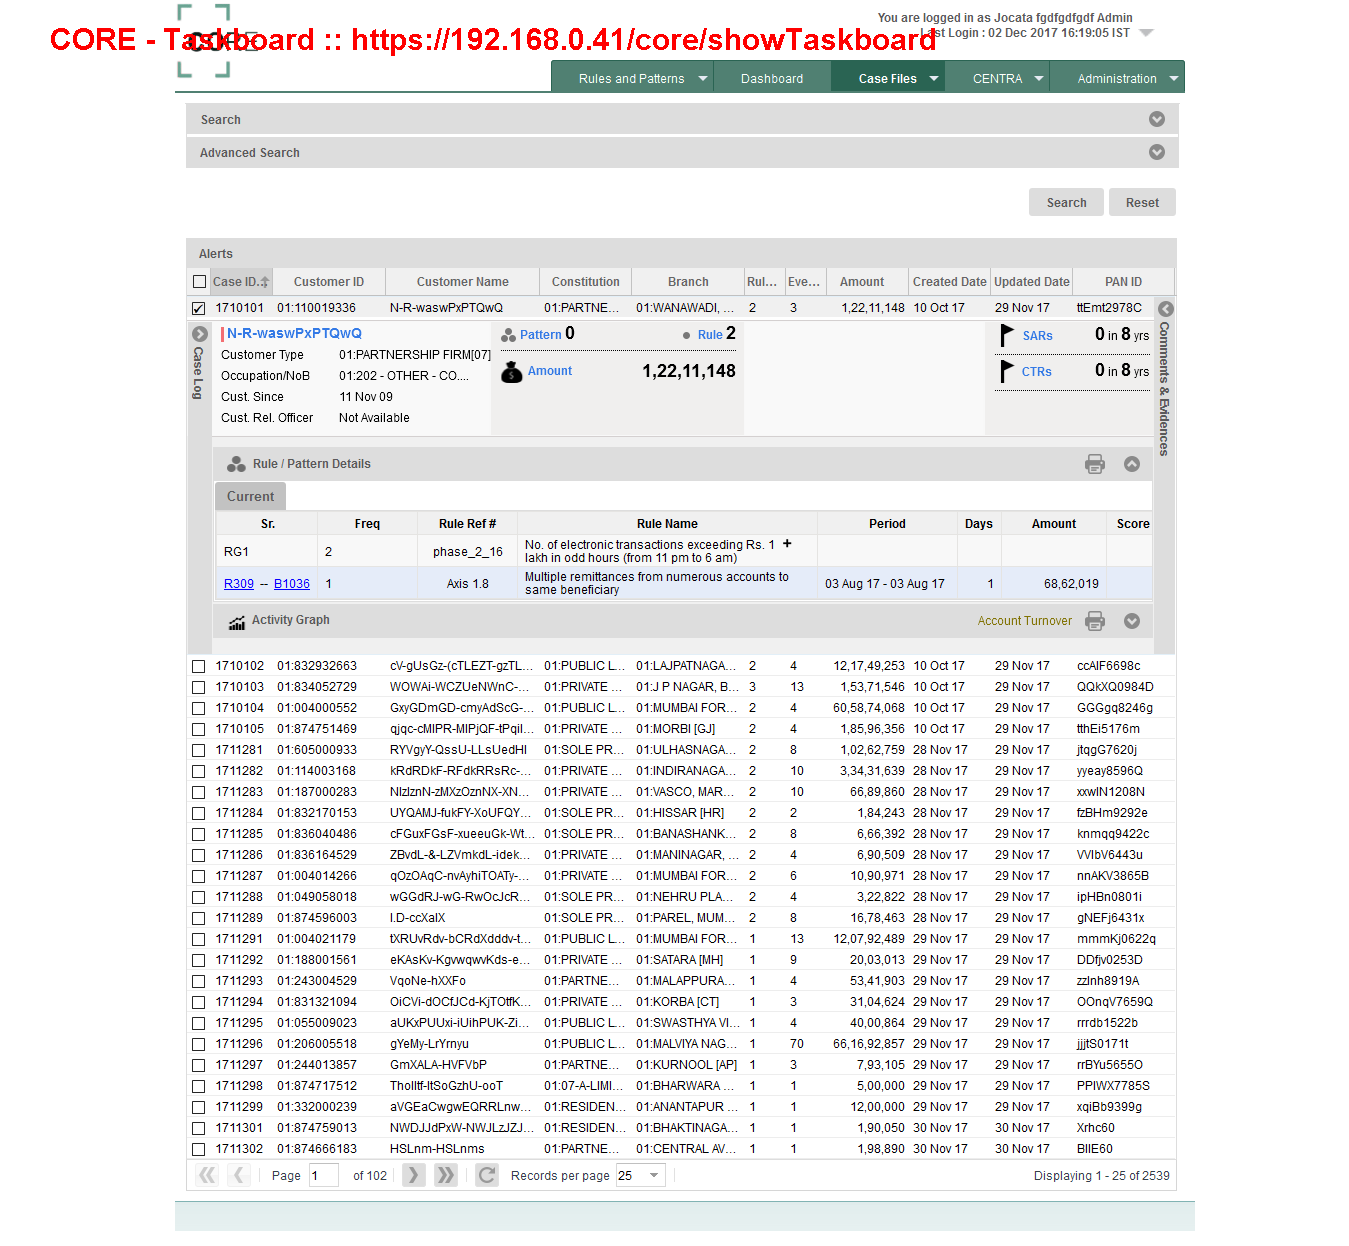 You are logged in as Jocata fgdfgdfgdf Admin
CORE - Taskboard :: https://192.168.0.41/core/showTaskboard
Last Login : 02 Dec 2017 16:19:05 IST
Rules and Patterns Dashboard Case Files CENTRA Administration
Search
Advanced Search
Search Reset
Alerts
Case ID.. Customer ID Customer Name Constitution Branch Rul... Eve... Amount Created Date Updated Date PAN ID
1710101 01:110019336 N-R-waswPxPTQwQ 01:PARTNE... 01:WANAWADI, ... 2 3 1,22,11,148 10 Oct 17 29 Nov 17 ttEmt2978C
Case Log
N-R-waswPxPTQwQ
Customer Type 01:PARTNERSHIP FIRM[07]
Occupation/NoB 01:202 - OTHER - CO....
Cust. Since 11 Nov 09
Cust. Rel. Officer Not Available
Pattern 0 Rule 2
Amount 1,22,11,148
SARs 0 in 8 yrs
CTRs 0 in 8 yrs
Comments & Evidences
Rule / Pattern Details
Current
Sr. Freq Rule Ref # Rule Name Period Days Amount Score
RG1 2 phase_2_16 No. of electronic transactions exceeding Rs. 1 +
lakh in odd hours (from 11 pm to 6 am)
R309 -- B1036 1 Axis 1.8 Multiple remittances from numerous accounts to
same beneficiary 03 Aug 17 - 03 Aug 17 1 68,62,019
Activity Graph Account Turnover
1710102 01:832932663 cV-gUsGz-(cTLEZT-gzTL... 01:PUBLIC L... 01:LAJPATNAGA... 2 4 12,17,49,253 10 Oct 17 29 Nov 17 ccAIF6698c
1710103 01:834052729 WOWAi-WCZUeNWnC-... 01:PRIVATE ... 01:J P NAGAR, B... 3 13 1,53,71,546 10 Oct 17 29 Nov 17 QQkXQ0984D
1710104 01:004000552 GxyGDmGD-cmyAdScG-... 01:PUBLIC L... 01:MUMBAI FOR... 2 4 60,58,74,068 10 Oct 17 29 Nov 17 GGGgq8246g
1710105 01:874751469 qjqc-cMIPR-MIPjQF-tPqiI... 01:PRIVATE ... 01:MORBI [GJ] 2 4 1,85,96,356 10 Oct 17 29 Nov 17 tthEi5176m
1711281 01:605000933 RYVgyY-QssU-LLsUedHI 01:SOLE PR... 01:ULHASNAGA... 2 8 1,02,62,759 28 Nov 17 29 Nov 17 jtqgG7620j
1711282 01:114003168 kRdRDkF-RFdkRRsRc-... 01:PRIVATE ... 01:INDIRANAGA... 2 10 3,34,31,639 28 Nov 17 29 Nov 17 yyeay8596Q
1711283 01:187000283 NIzIznN-zMXzOznNX-XN... 01:PRIVATE ... 01:VASCO, MAR... 2 10 66,89,860 28 Nov 17 29 Nov 17 xxwIN1208N
1711284 01:832170153 UYQAMJ-fukFY-XoUFQY... 01:SOLE PR... 01:HISSAR [HR] 2 2 1,84,243 28 Nov 17 29 Nov 17 fzBHm9292e
1711285 01:836040486 cFGuxFGsF-xueeuGk-Wt... 01:SOLE PR... 01:BANASHANK... 2 8 6,66,392 28 Nov 17 29 Nov 17 knmqq9422c
1711286 01:836164529 ZBvdL-&-LZVmkdL-idek... 01:PRIVATE ... 01:MANINAGAR, ... 2 4 6,90,509 28 Nov 17 29 Nov 17 VVIbV6443u
1711287 01:004014266 qOzOAqC-nvAyhiTOATy-... 01:PRIVATE ... 01:MUMBAI FOR... 2 6 10,90,971 28 Nov 17 29 Nov 17 nnAKV3865B
1711288 01:049058018 wGGdRJ-wG-RwOcJcR... 01:SOLE PR... 01:NEHRU PLA... 2 4 3,22,822 28 Nov 17 29 Nov 17 ipHBn0801i
1711289 01:874596003 I.D-ccXaIX 01:SOLE PR... 01:PAREL, MUM... 2 8 16,78,463 28 Nov 17 29 Nov 17 gNEFj6431x
1711291 01:004021179 tXRUvRdv-bCRdXdddv-t... 01:PUBLIC L... 01:MUMBAI FOR... 1 13 12,07,92,489 29 Nov 17 29 Nov 17 mmmKj0622q
1711292 01:188001561 eKAsKv-KgvwqwvKds-e... 01:PRIVATE ... 01:SATARA [MH] 1 9 20,03,013 29 Nov 17 29 Nov 17 DDfjv0253D
1711293 01:243004529 VqoNe-hXXFo 01:PARTNE... 01:MALAPPURA... 1 4 53,41,903 29 Nov 17 29 Nov 17 zzInh8919A
1711294 01:831321094 OiCVi-dOCfJCd-KjTOtfK... 01:PRIVATE ... 01:KORBA [CT] 1 3 31,04,624 29 Nov 17 29 Nov 17 OOnqV7659Q
1711295 01:055009023 aUKxPUUxi-iUihPUK-Zi... 01:PUBLIC L... 01:SWASTHYA VI... 1 4 40,00,864 29 Nov 17 29 Nov 17 rrrdb1522b
1711296 01:206005518 gYeMy-LrYrnyu 01:PUBLIC L... 01:MALVIYA NAG... 1 70 66,16,92,857 29 Nov 17 29 Nov 17 jjjtS0171t
1711297 01:244013857 GmXALA-HVFVbP 01:PARTNE... 01:KURNOOL [AP] 1 3 7,93,105 29 Nov 17 29 Nov 17 rrBYu5655O
1711298 01:874717512 ThoIItf-ItSoGzhU-ooT 01:07-A-LIMI... 01:BHARWARA ... 1 1 5,00,000 29 Nov 17 29 Nov 17 PPIWX7785S
1711299 01:332000239 aVGEaCwgwEQRRLnw... 01:RESIDEN... 01:ANANTAPUR ... 1 1 12,00,000 29 Nov 17 29 Nov 17 xqiBb9399g
1711301 01:874759013 NWDJJdPxW-NWJLzJZJ... 01:RESIDEN... 01:BHAKTINAGA... 1 1 1,90,050 30 Nov 17 30 Nov 17 Xrhc60
1711302 01:874666183 HSLnm-HSLnms 01:PARTNE... 01:CENTRAL AV... 1 1 1,98,890 30 Nov 17 30 Nov 17 BIIE60
Page 1 of 102 Records per page 25 Displaying 1 - 25 of 2539